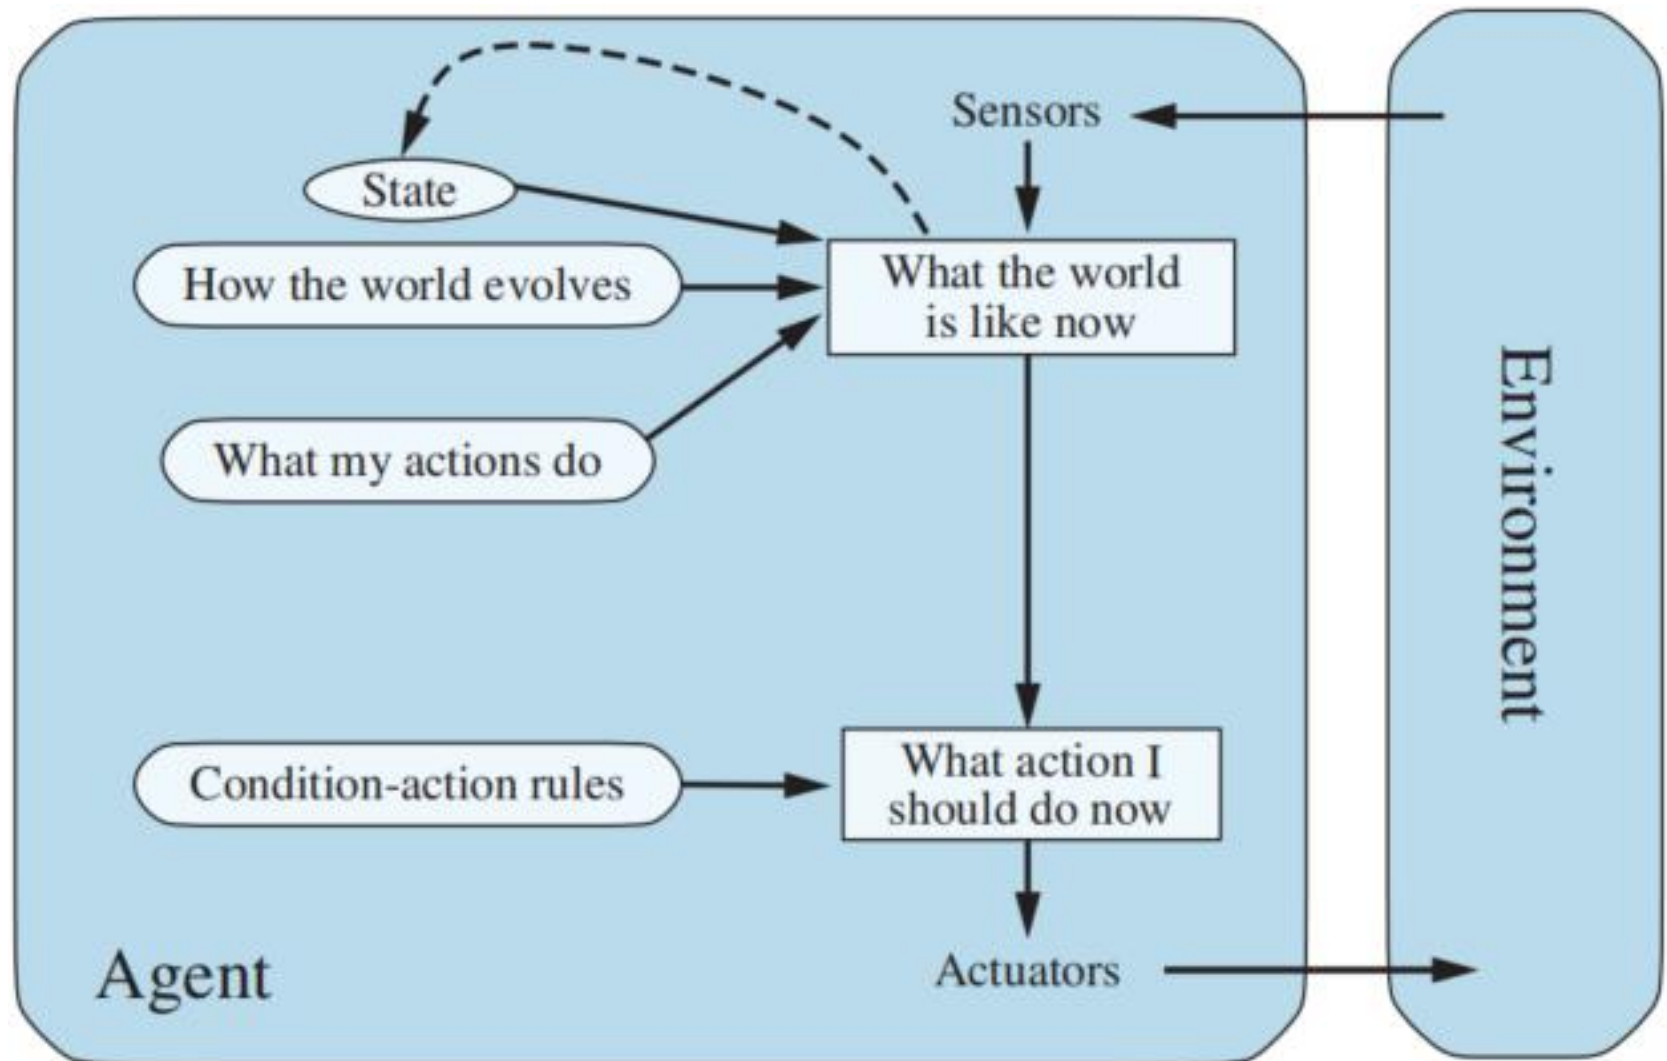 Sensors
State
How the world evolves
What the world
is like now
What my actions do
Environment
Condition-action rules
What action I
should do now
Agent
Actuators